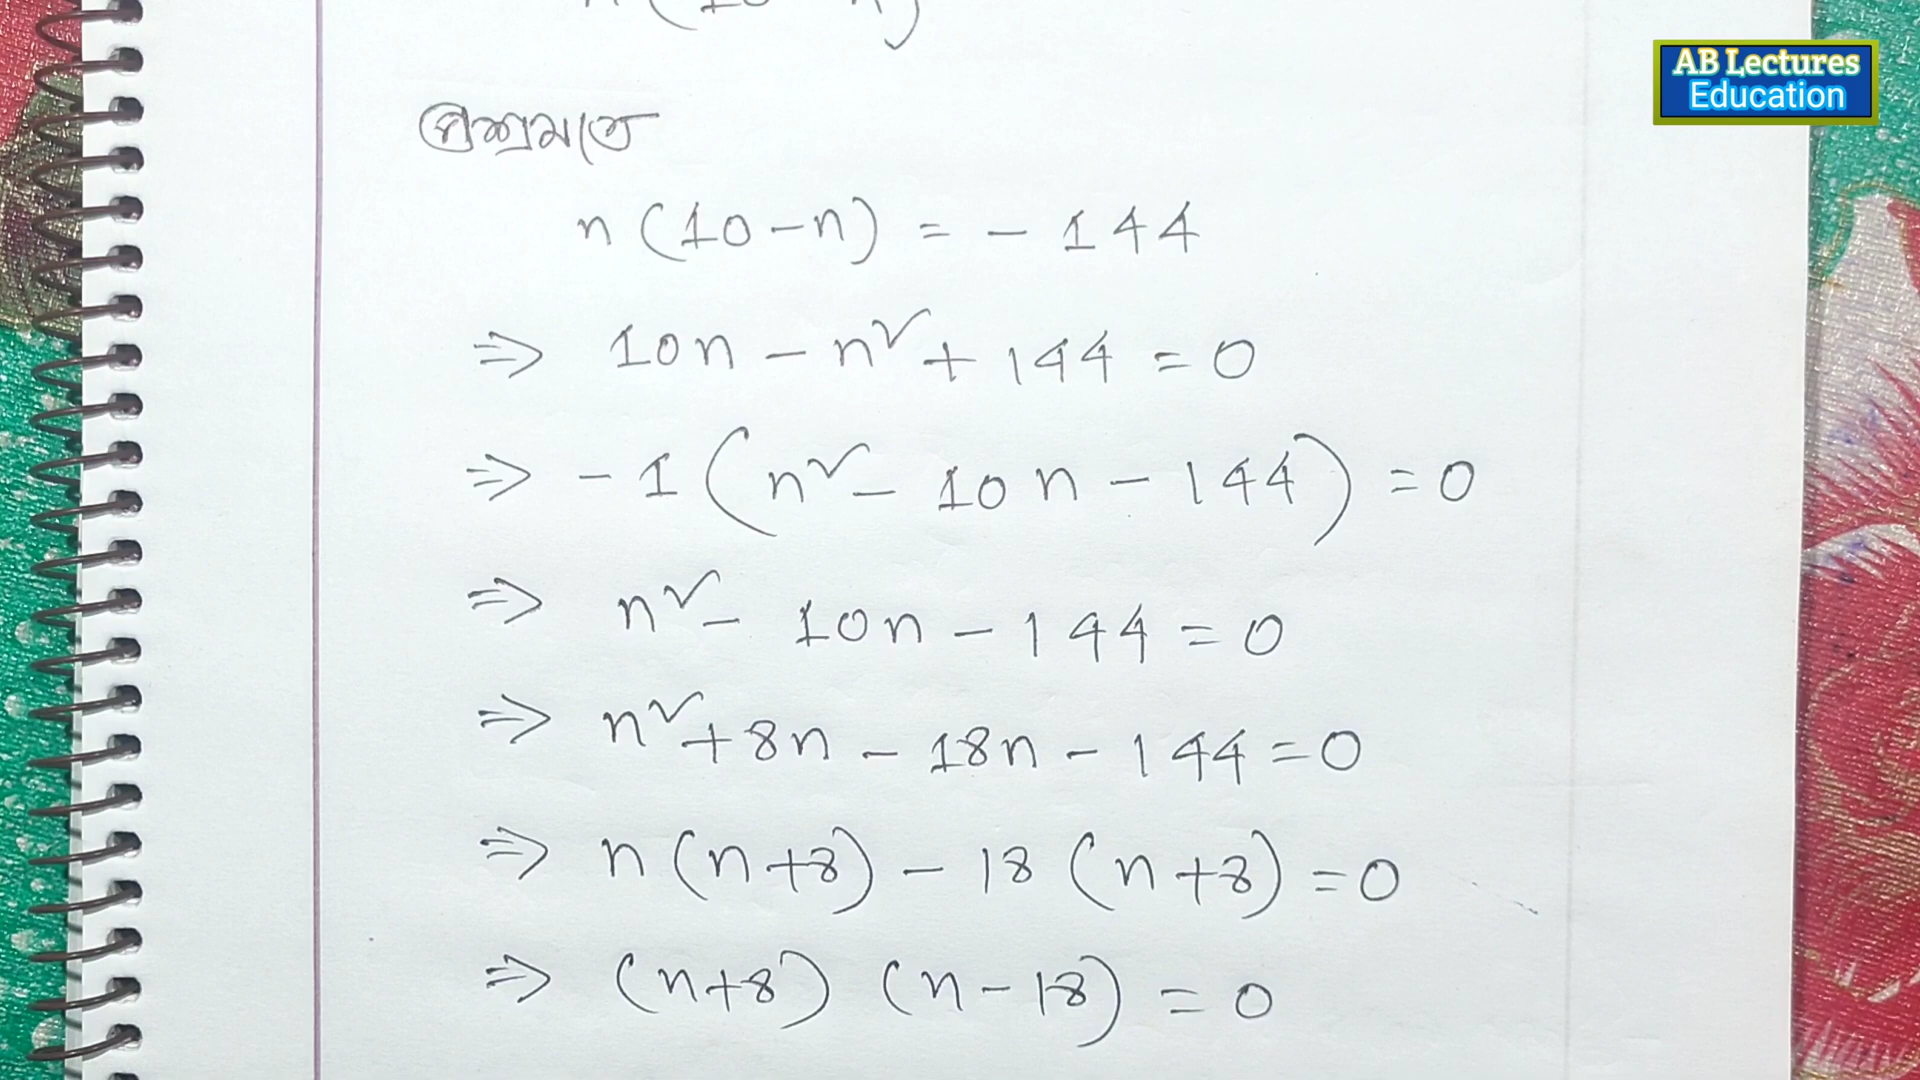 AB Lectures
Education
প্রশ্নমতে
n(10-n) = - 144
⇒ 10n - n² + 144 = 0
⇒ -1(n² - 10n - 144) = 0
⇒ n² - 10n - 144 = 0
⇒ n² + 8n - 18n - 144 = 0
⇒ n(n+8) - 18(n+8) = 0
⇒ (n+8) (n-18) = 0